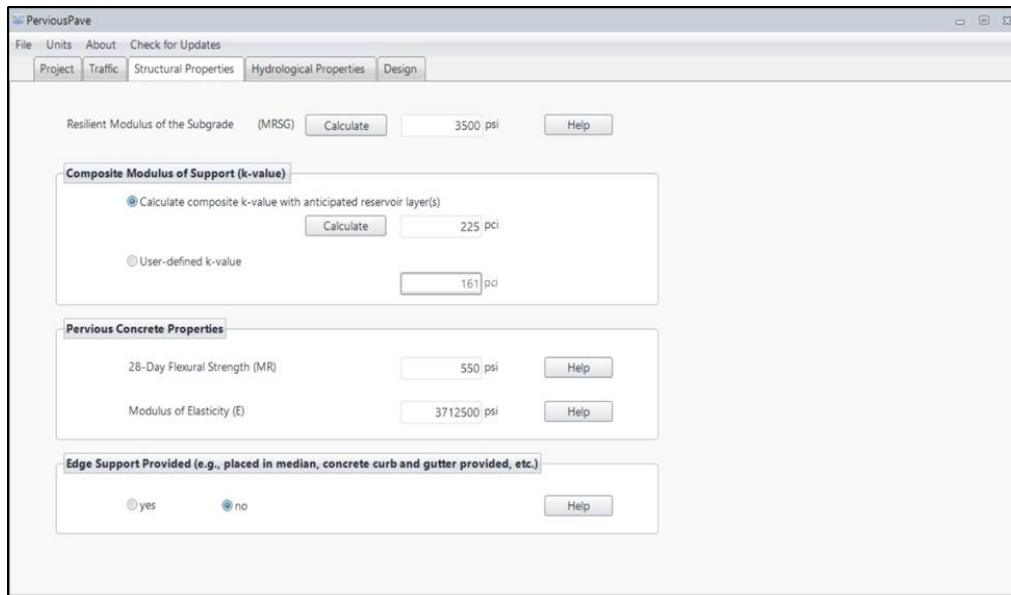 PerviousPave
File Units About Check for Updates
Project Traffic Structural Properties Hydrological Properties Design
Resilient Modulus of the Subgrade (MRSG) Calculate 3500 psi Help
Composite Modulus of Support (k-value)
Calculate composite k-value with anticipated reservoir layer(s)
Calculate 225 pci
User-defined k-value
161 pci
Pervious Concrete Properties
28-Day Flexural Strength (MR) 550 psi Help
Modulus of Elasticity (E) 3712500 psi Help
Edge Support Provided (e.g., placed in median, concrete curb and gutter provided, etc.)
yes no Help